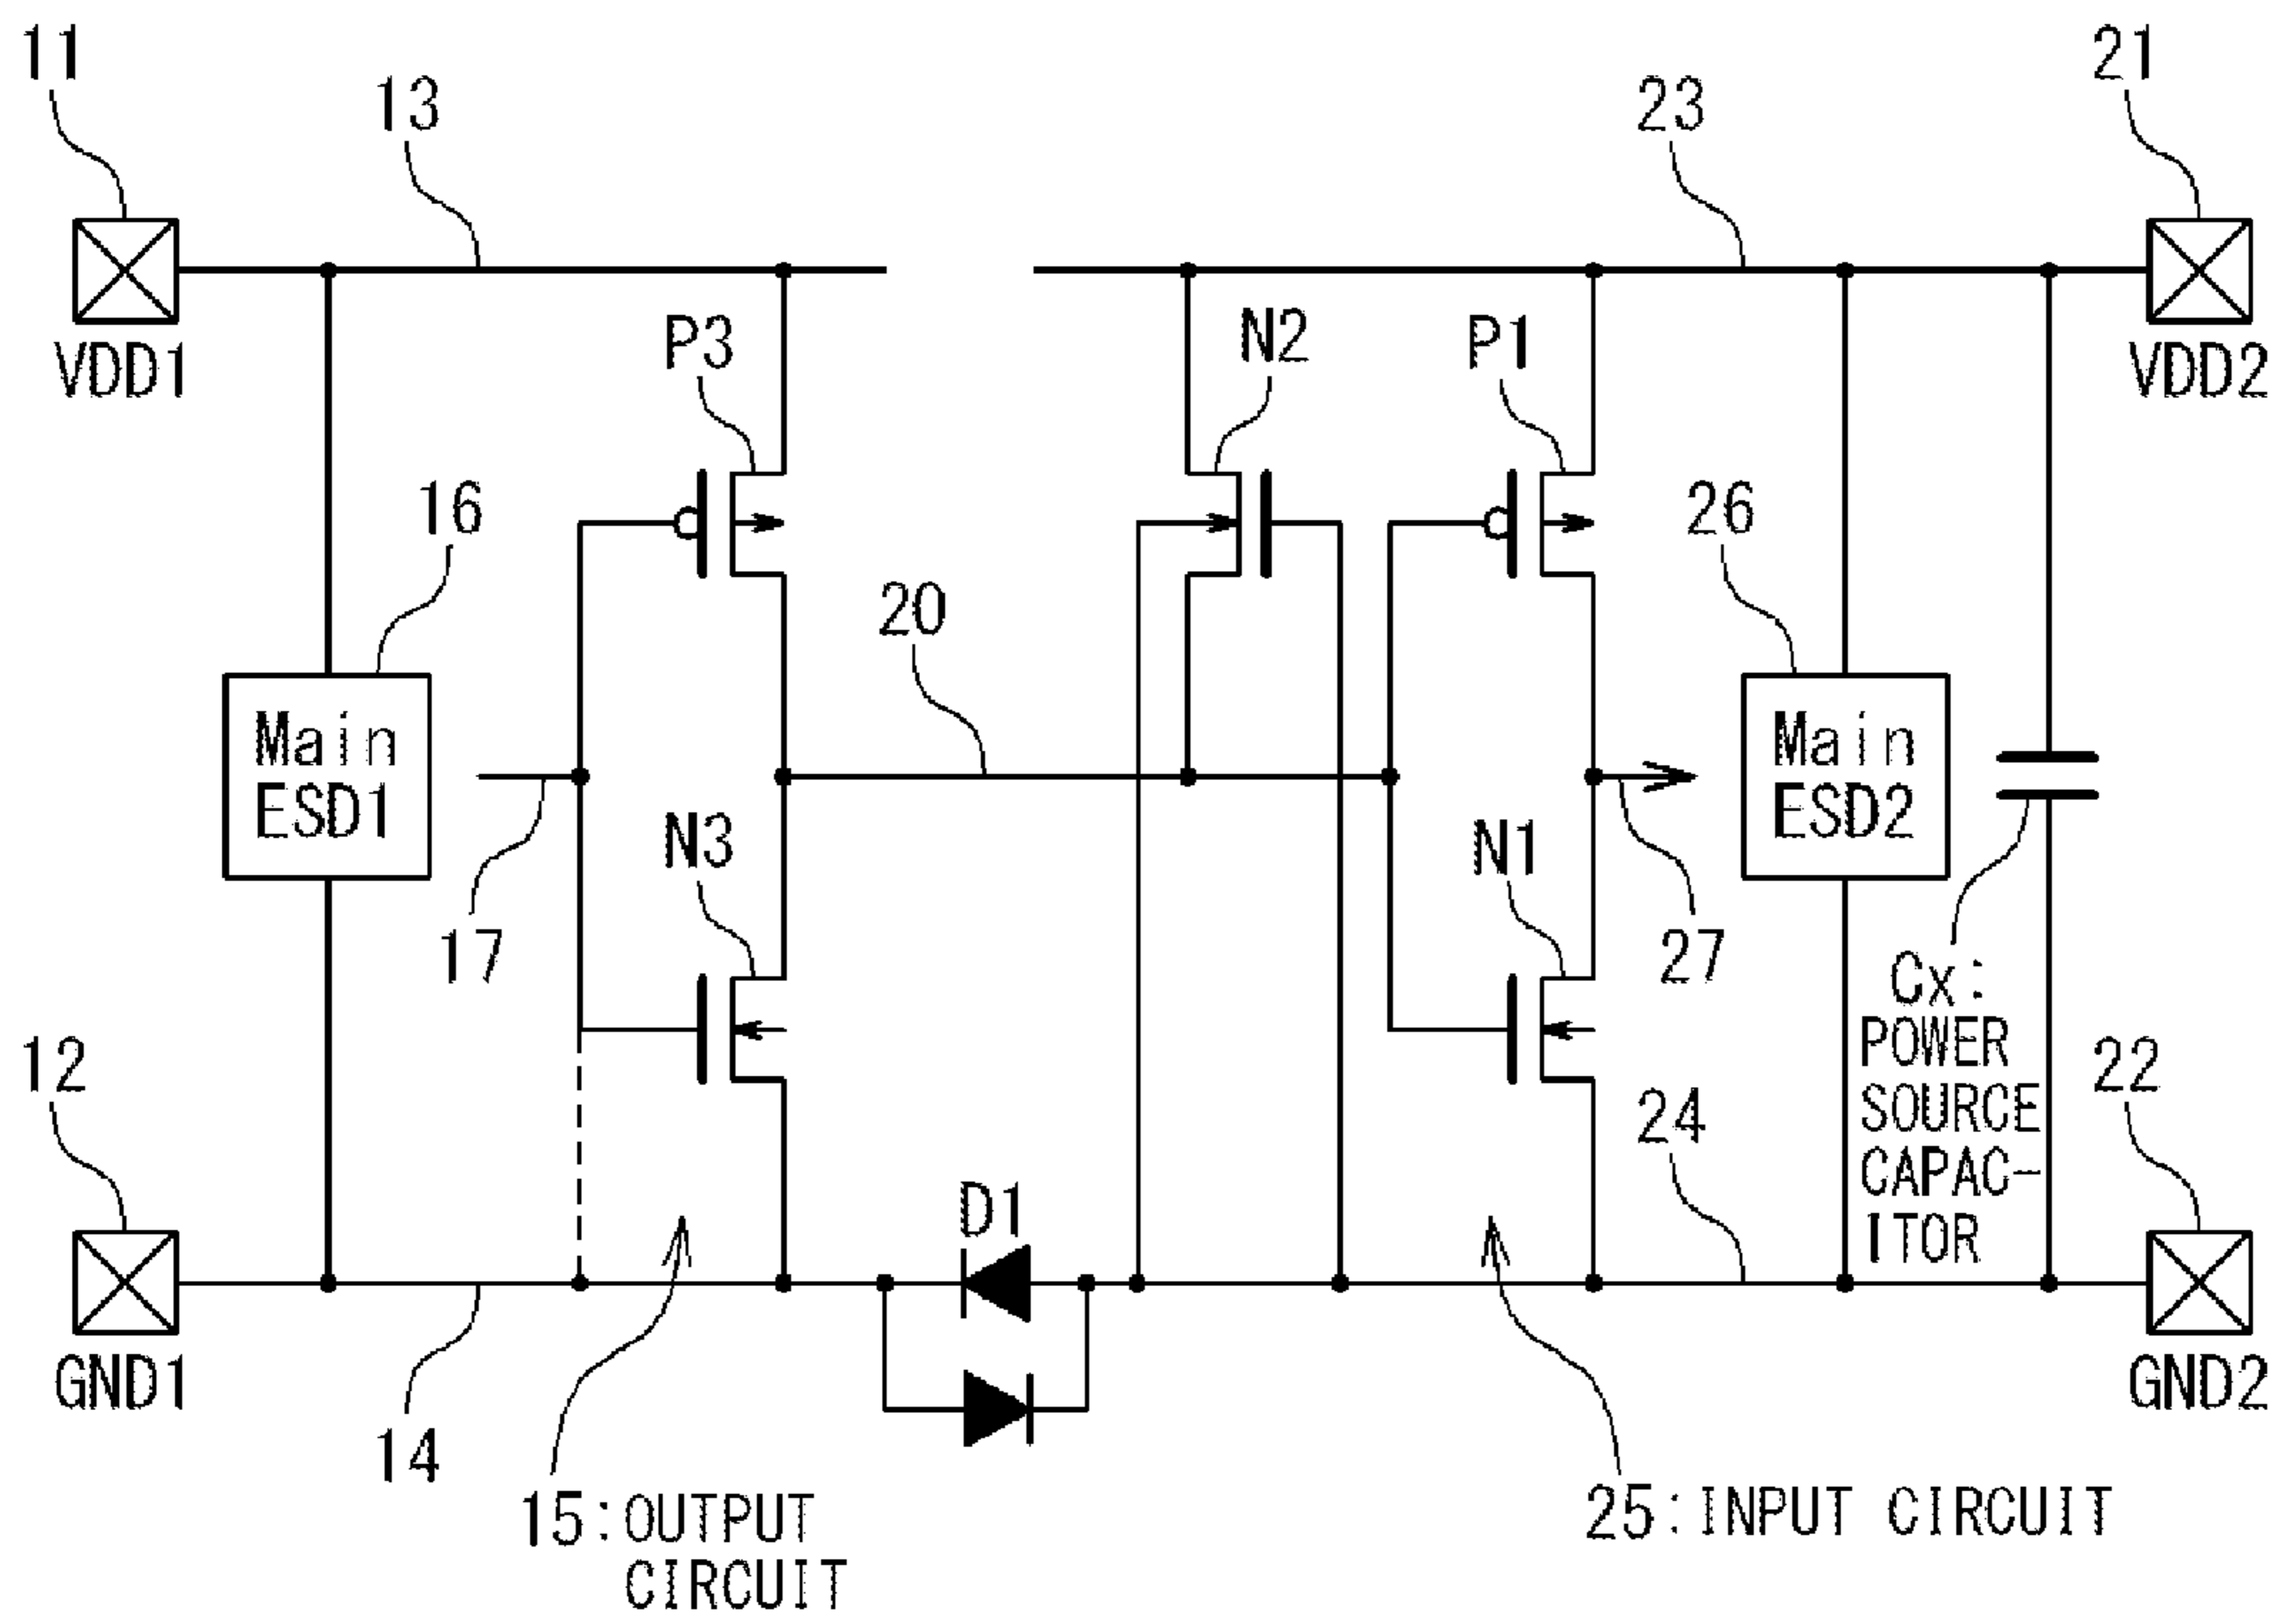 11
13
23
21
VDD1
P3
N2
P1
VDD2
16
20
26
Main
ESD1
Main
ESD2
17
N3
N1
27
Cx:
POWER
SOURCE
CAPAC-
ITOR
12
D1
24
22
GND1
14
GND2
15:OUTPUT
CIRCUIT
25:INPUT CIRCUIT